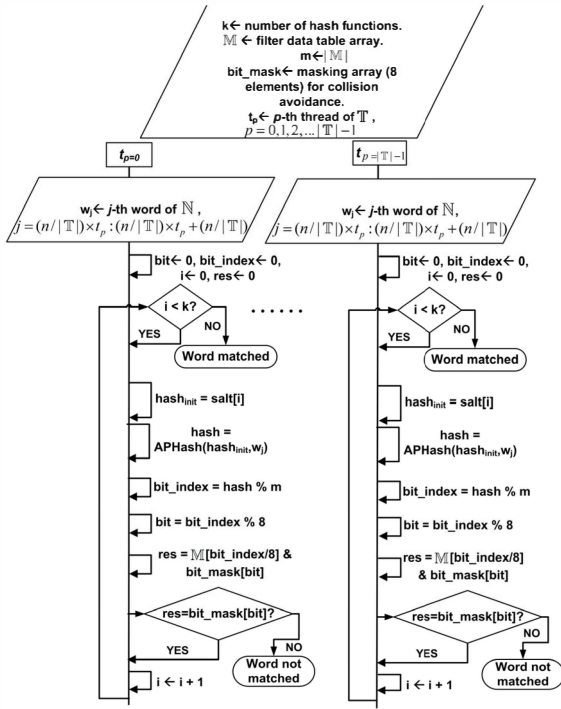 k← number of hash functions.
𝕄 ← filter data table array.
m←|𝕄|
bit_mask← masking array (8
elements) for collision
avoidance.
tₚ← p-th thread of 𝕋 ,
p = 0,1,2,...|𝕋|−1
tₚ₌₀
wⱼ← j-th word of ℕ ,
j = (n/|𝕋|)×tₚ : (n/|𝕋|)×tₚ + (n/|𝕋|)
bit← 0, bit_index← 0,
i← 0, res← 0
i < k?
YES
NO
Word matched
hash_init = salt[i]
hash =
APHash(hash_init,wⱼ)
bit_index = hash % m
bit = bit_index % 8
res = 𝕄[bit_index/8] &
bit_mask[bit]
res=bit_mask[bit]?
YES
NO
Word not
matched
i ← i + 1
......
t p=|𝕋|−1
wⱼ← j-th word of ℕ ,
j = (n/|𝕋|)×tₚ : (n/|𝕋|)×tₚ + (n/|𝕋|)
bit← 0, bit_index← 0,
i← 0, res← 0
i < k?
YES
NO
Word matched
hash_init = salt[i]
hash =
APHash(hash_init,wⱼ)
bit_index = hash % m
bit = bit_index % 8
res = 𝕄[bit_index/8]
& bit_mask[bit]
res=bit_mask[bit]?
YES
NO
Word not
matched
i ← i + 1